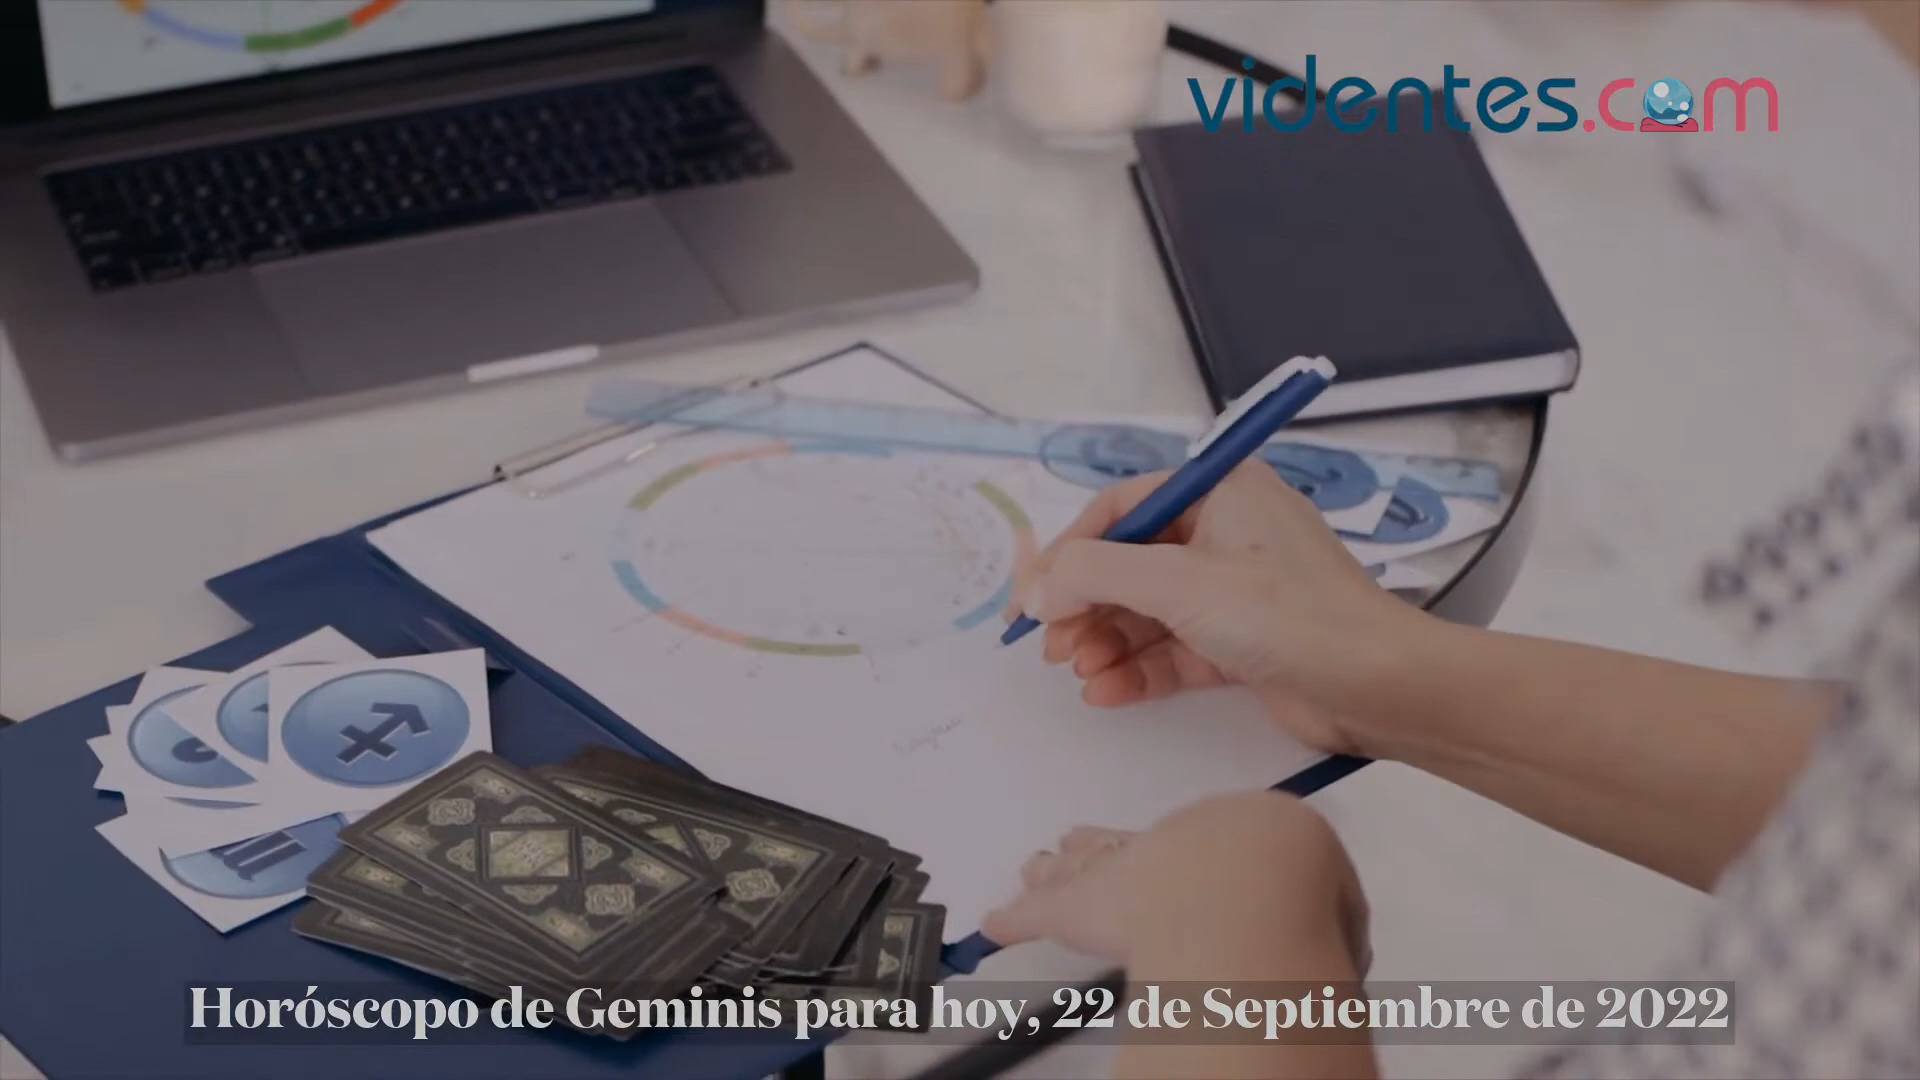 videntes.com
Horóscopo de Geminis para hoy, 22 de Septiembre de 2022